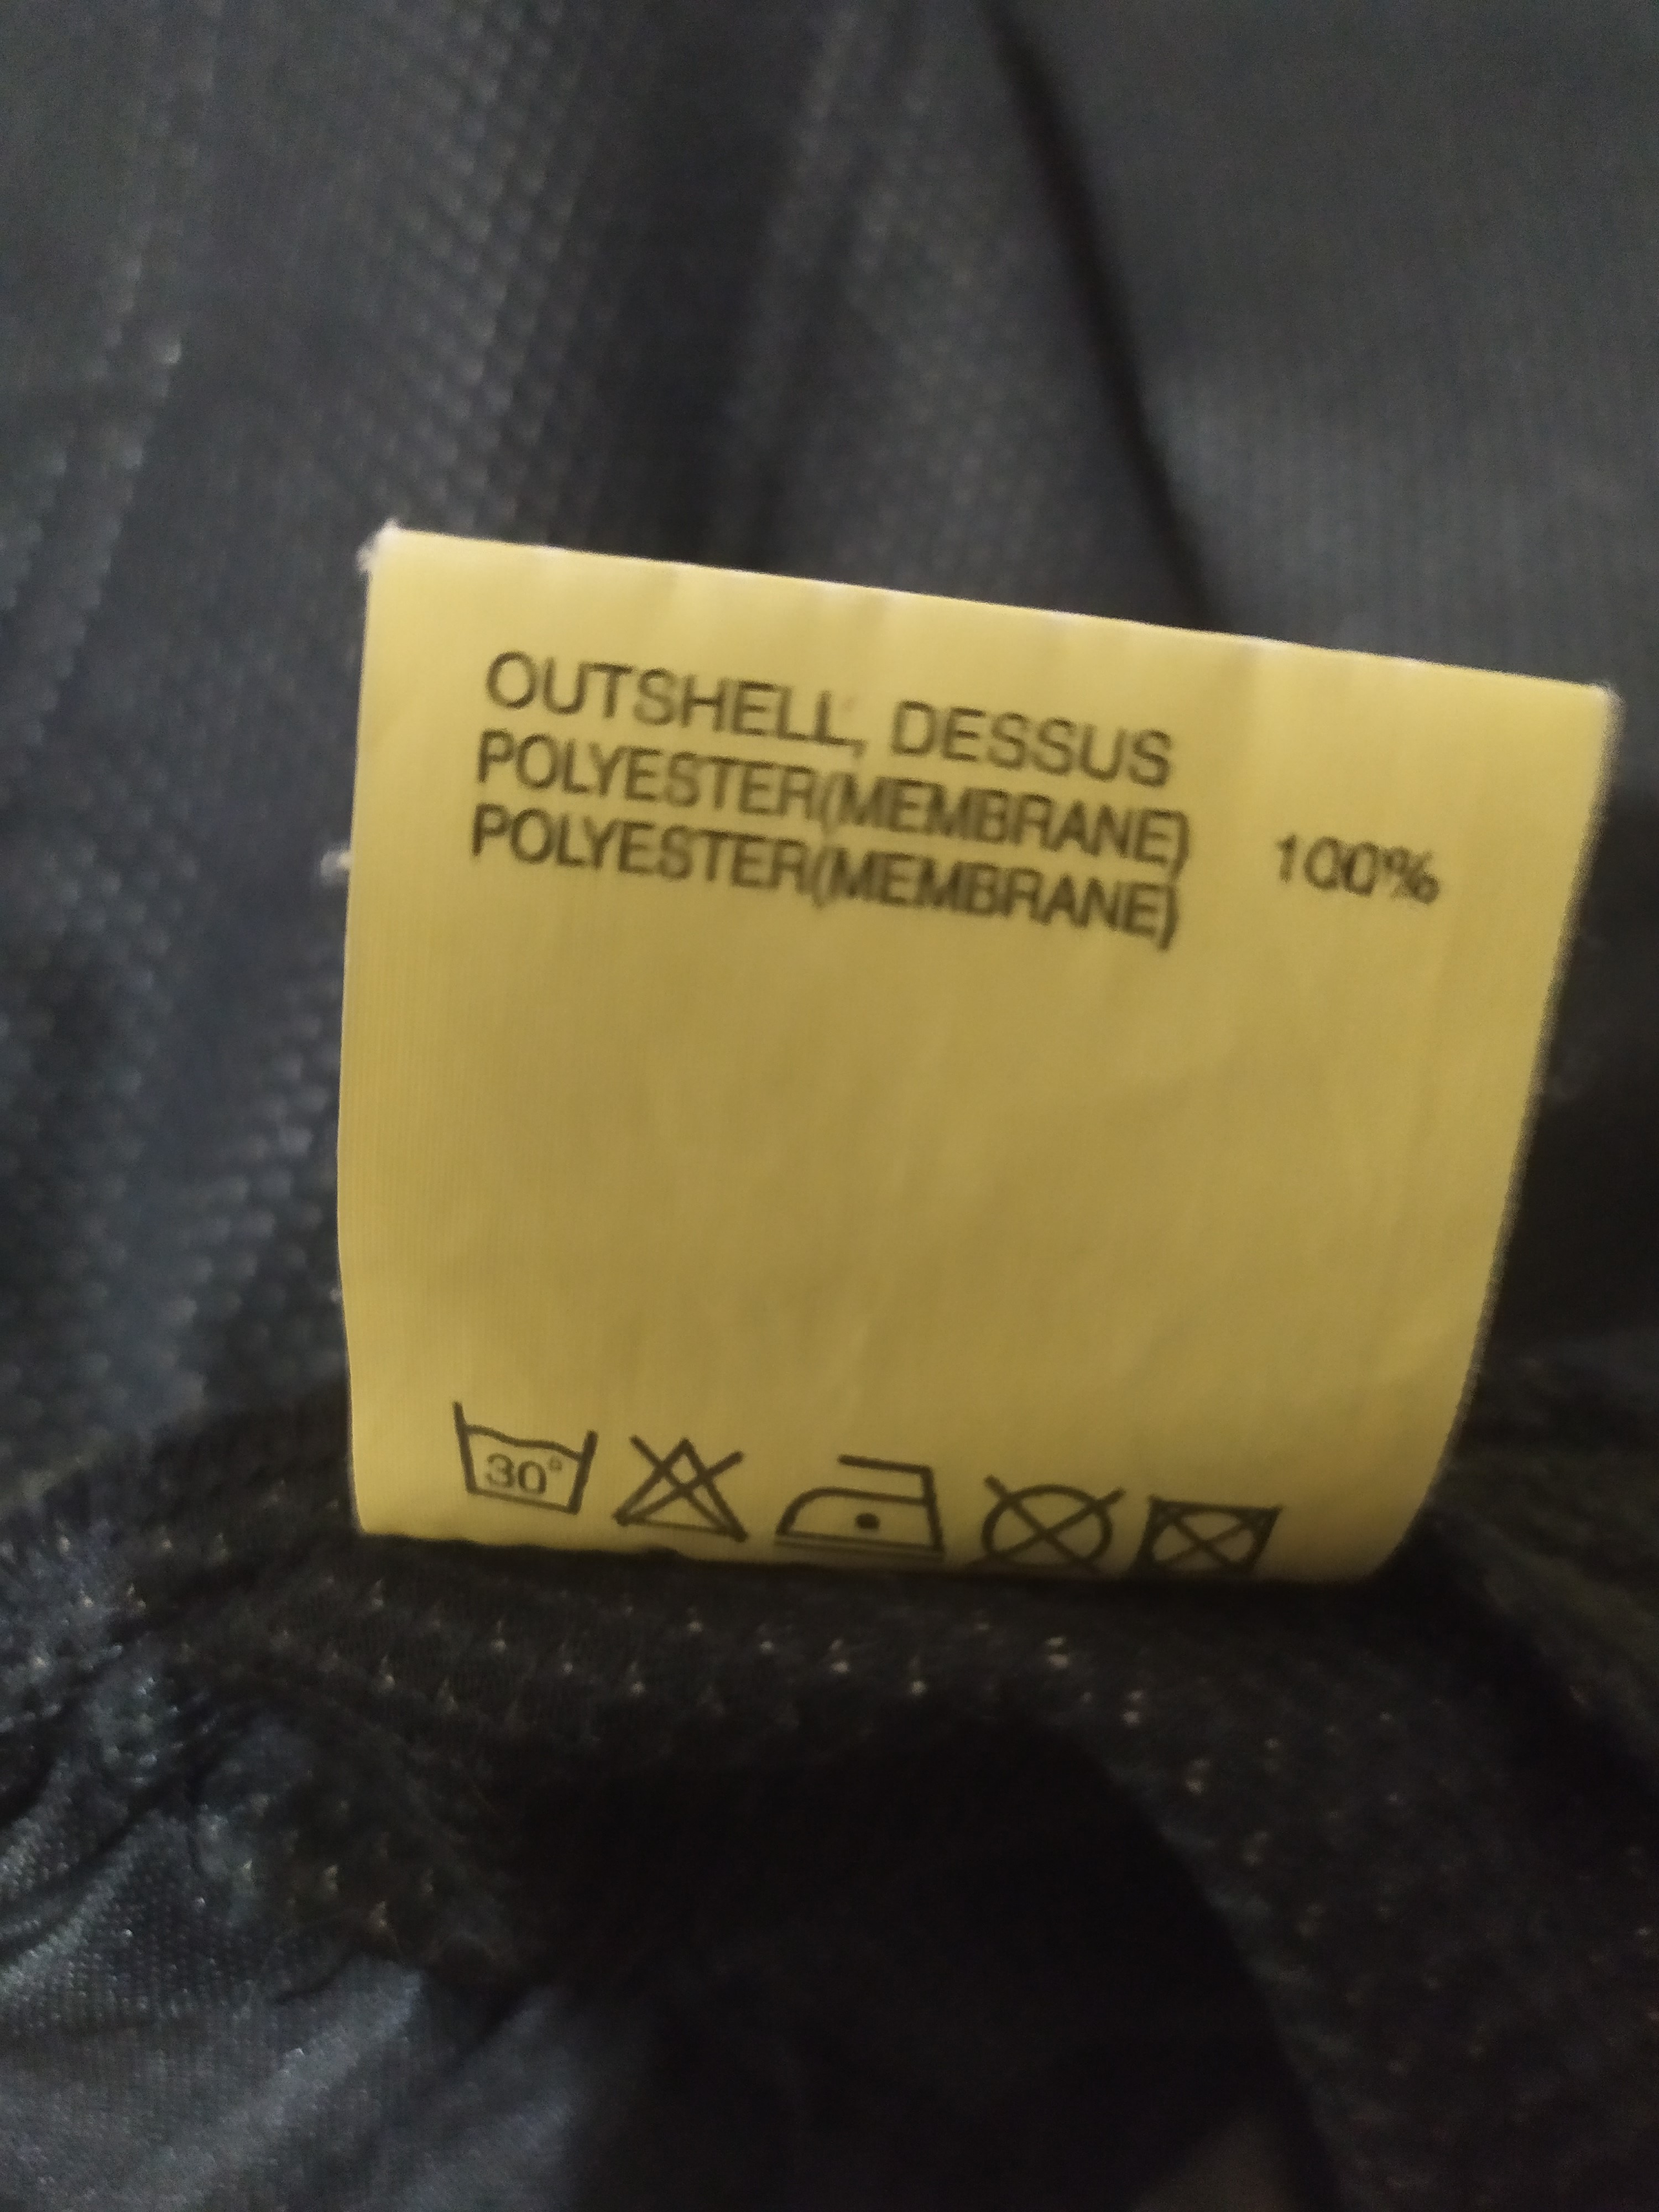 OUTSHELL, DESSUS
POLYESTER(MEMBRANE) 100%
POLYESTER(MEMBRANE)
30°